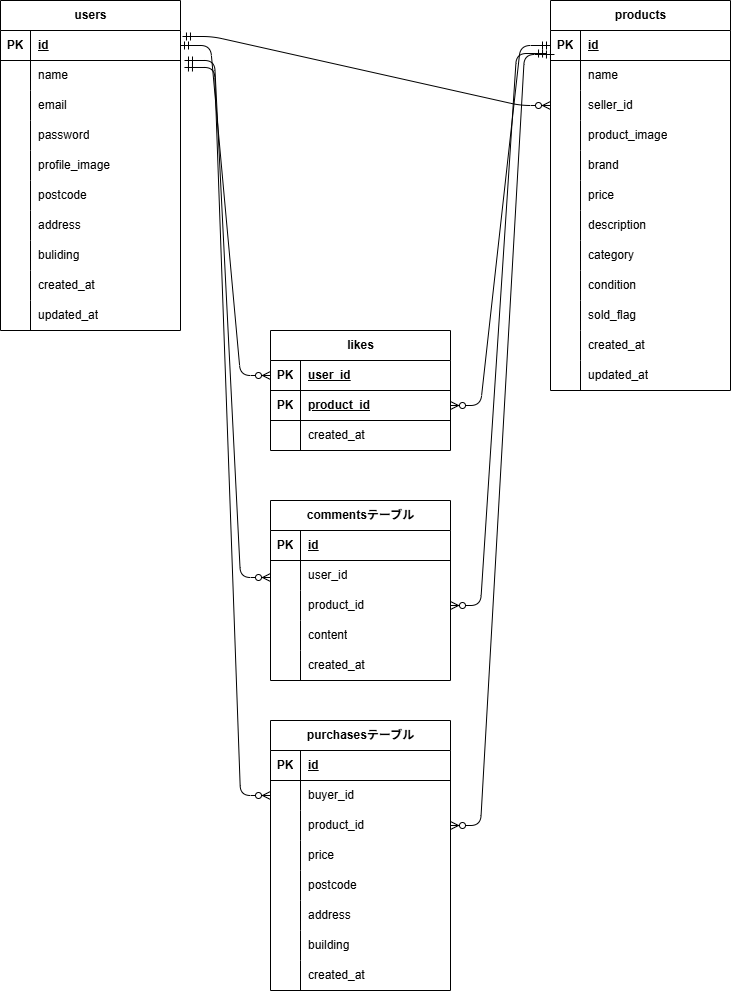 users
PK id
name
email
password
profile_image
postcode
address
buliding
created_at
updated_at
products
PK id
name
seller_id
product_image
brand
price
description
category
condition
sold_flag
created_at
updated_at
likes
PK user_id
PK product_id
created_at
commentsテーブル
PK id
user_id
product_id
content
created_at
purchasesテーブル
PK id
buyer_id
product_id
price
postcode
address
building
created_at